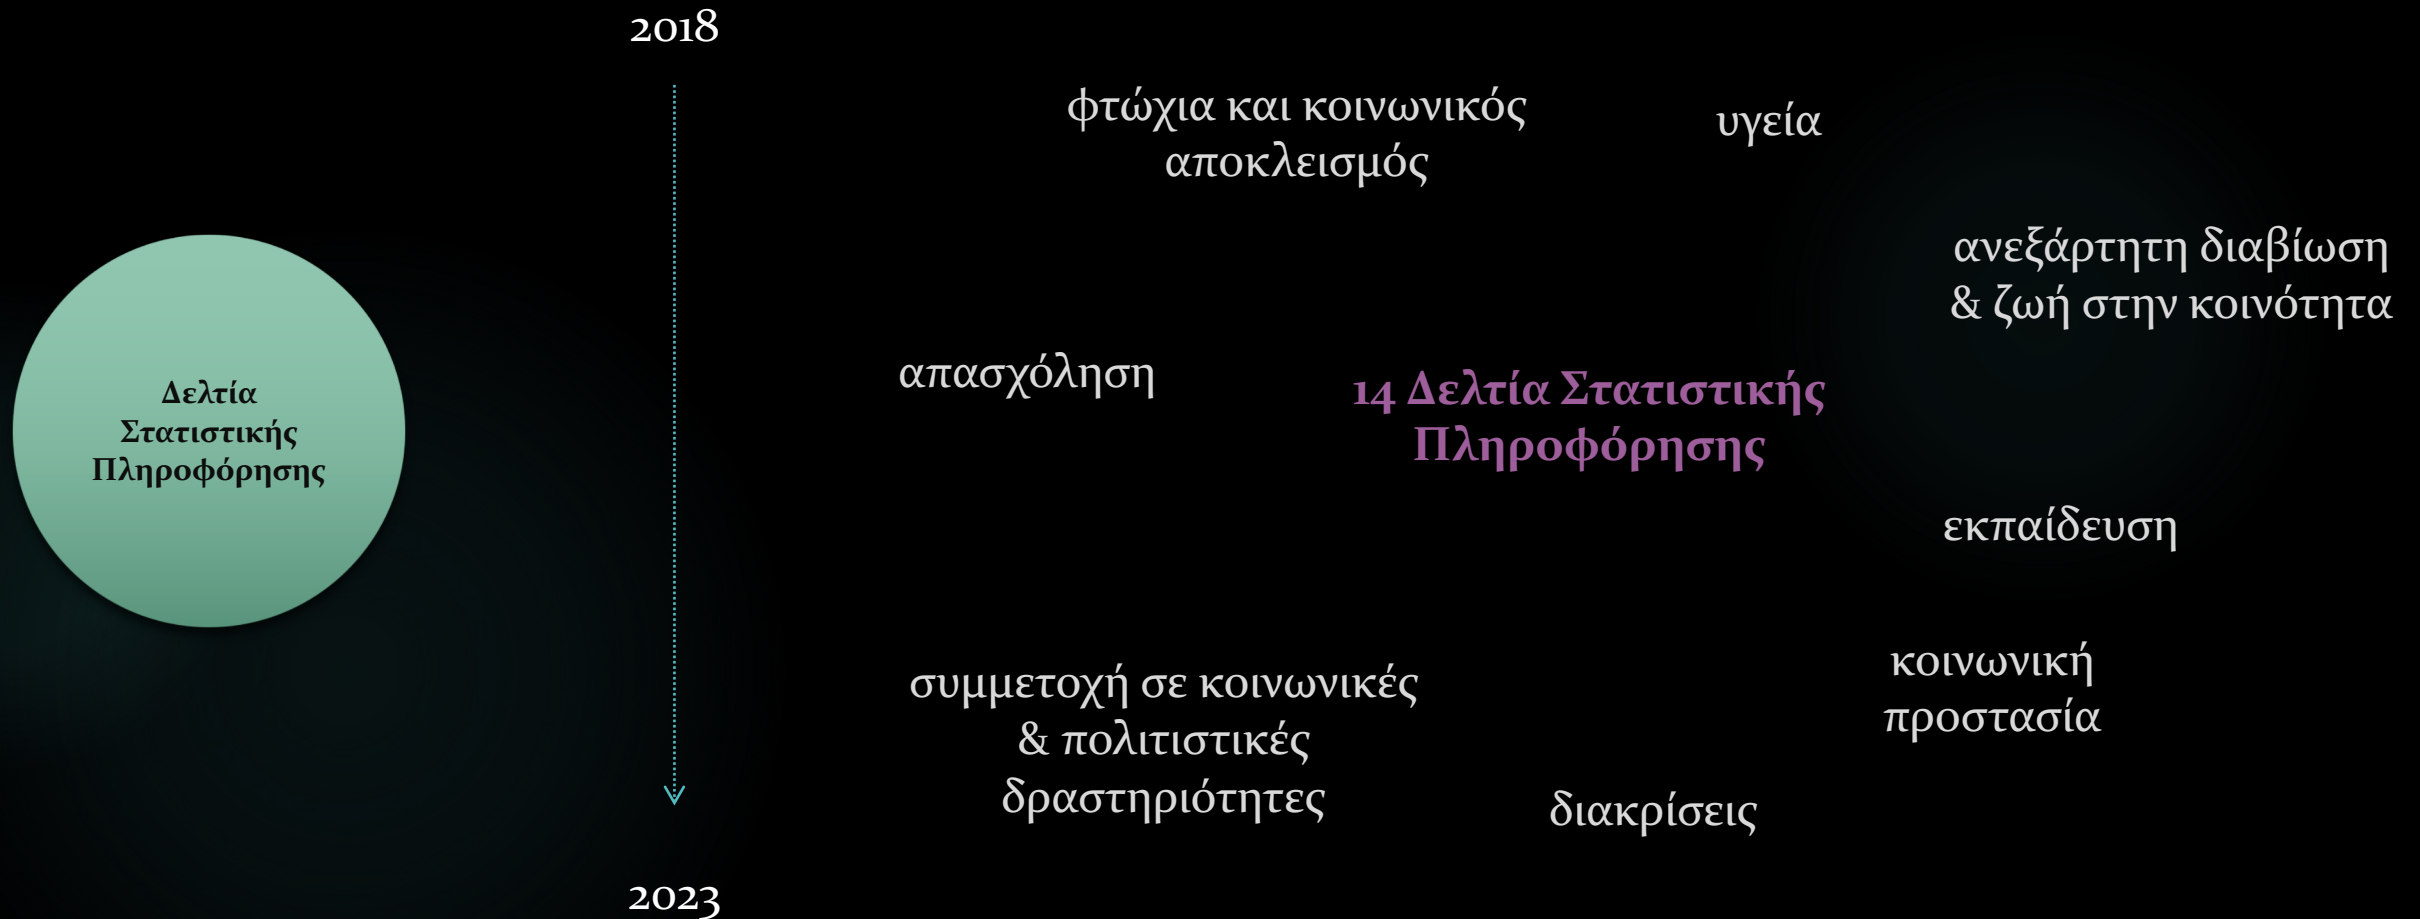 Δελτία
Στατιστικής
Πληροφόρησης
2018
2023
φτώχια και κοινωνικός
αποκλεισμός
υγεία
ανεξάρτητη διαβίωση
& ζωή στην κοινότητα
απασχόληση
14 Δελτία Στατιστικής
Πληροφόρησης
εκπαίδευση
κοινωνική
προστασία
συμμετοχή σε κοινωνικές
& πολιτιστικές
δραστηριότητες
διακρίσεις